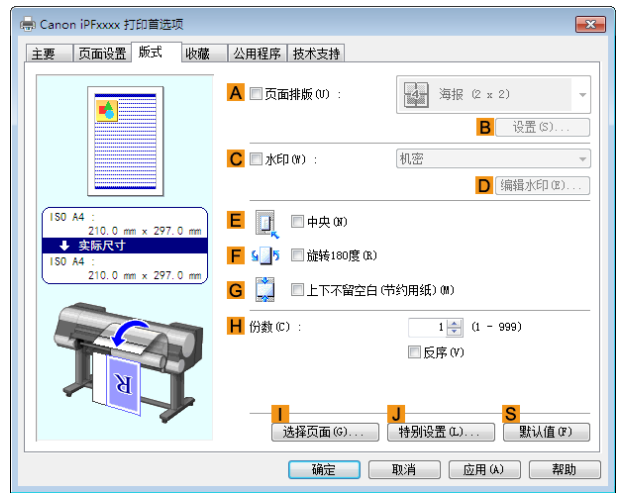 Canon iPFxxxx 打印首选项
主要 页面设置 版式 收藏 公用程序 技术支持
A 页面排版(U) : 4 海报 (2 x 2)
B 设置(S)...
C 水印(W) : 机密
D 编辑水印(E)...
ISO A4 :
210.0 mm x 297.0 mm
实际尺寸
ISO A4 :
210.0 mm x 297.0 mm
E 中央(N)
F 旋转180度(R)
G 上下不留空白(节约用纸)(M)
H 份数(C) : 1 (1 - 999)
反序(V)
R
I J S
选择页面(G)... 特别设置(L)... 默认值(F)
确定 取消 应用(A) 帮助